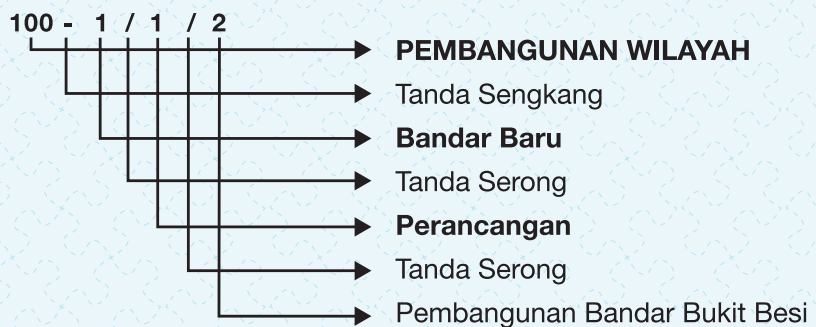 100 - 1 / 1 / 2
PEMBANGUNAN WILAYAH
Tanda Sengkang
Bandar Baru
Tanda Serong
Perancangan
Tanda Serong
Pembangunan Bandar Bukit Besi